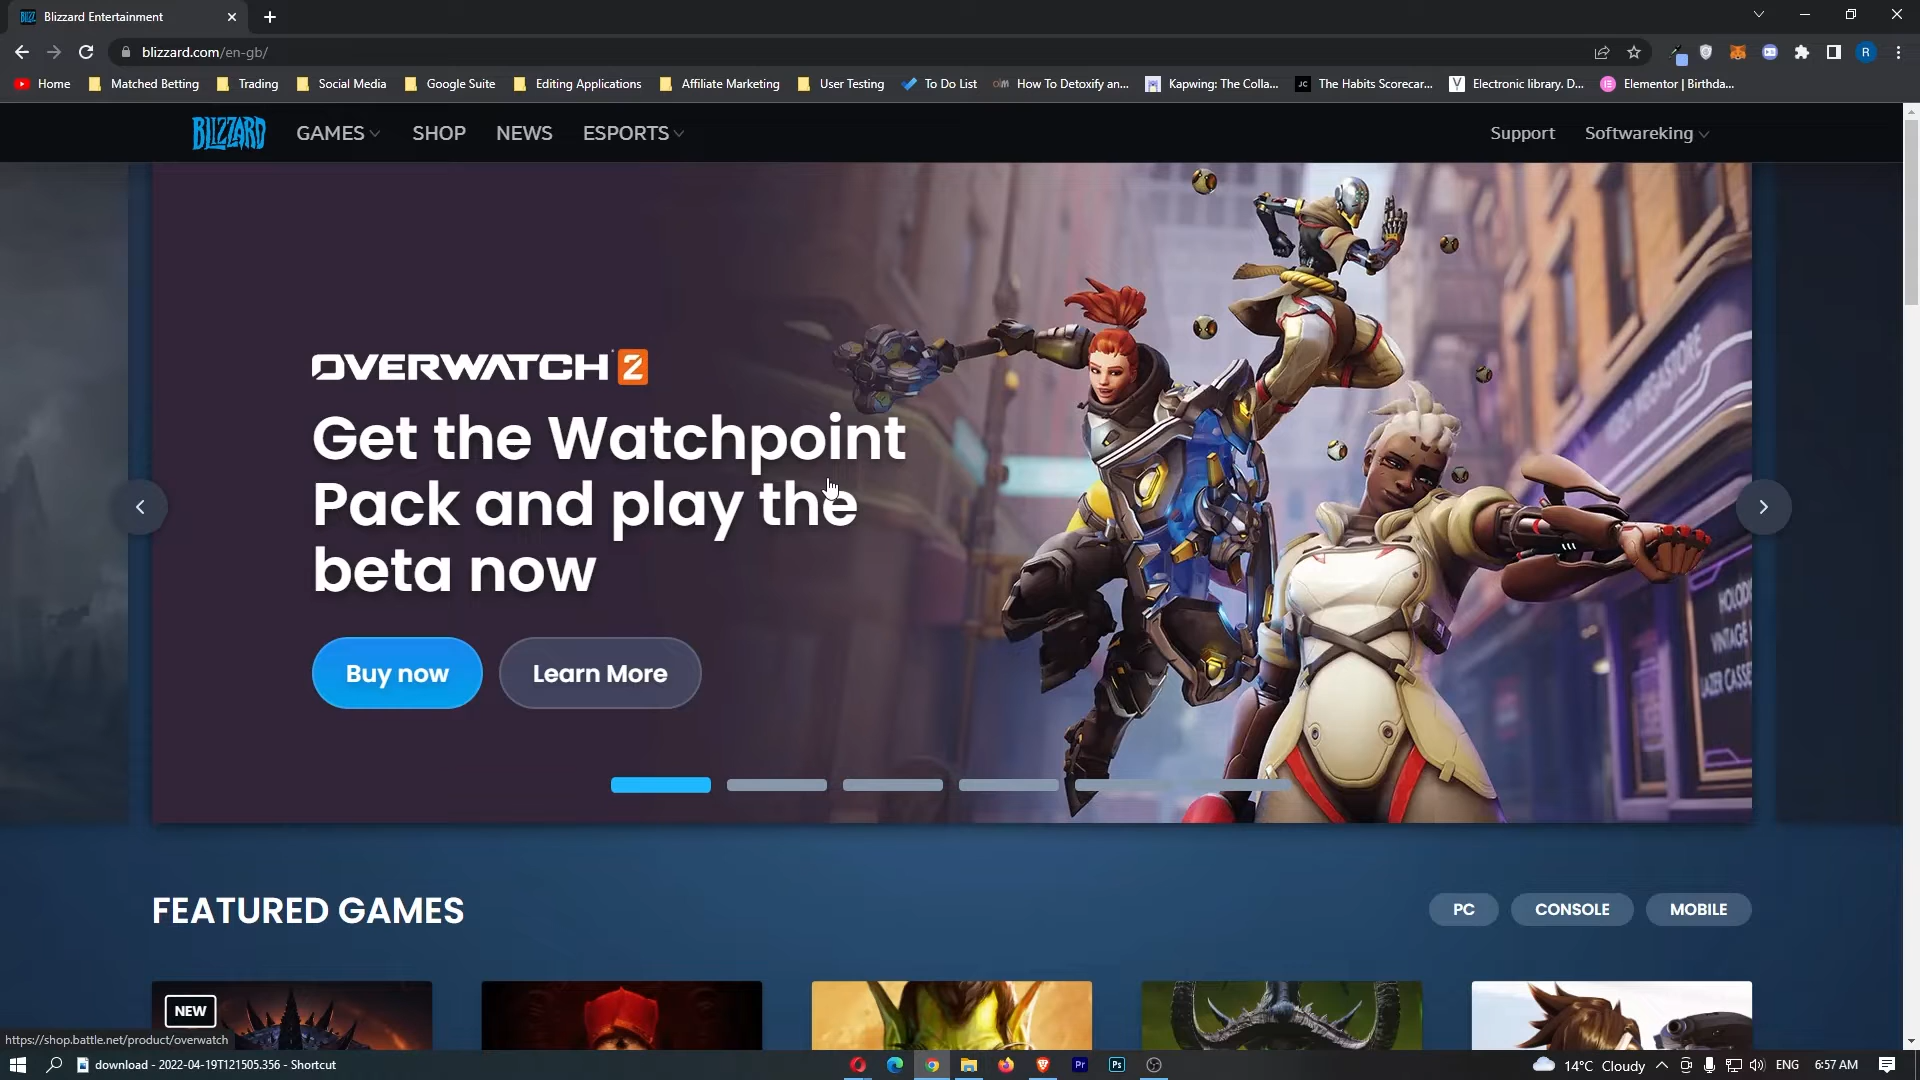 Blizzard Entertainment
blizzard.com/en-gb/
R
Home
Matched Betting
Trading
Social Media
Google Suite
Editing Applications
Affiliate Marketing
User Testing
To Do List
How To Detoxify an...
Kapwing: The Colla...
JC
The Habits Scorecar...
Electronic library. D...
Elementor | Birthda...
BLIZZARD
GAMES
SHOP
NEWS
ESPORTS
Support
Softwareking
OVERWATCH 2
Get the Watchpoint
Pack and play the
beta now
Buy now
Learn More
FEATURED GAMES
PC
CONSOLE
MOBILE
NEW
https://shop.battle.net/product/overwatch
download - 2022-04-19T121505.356 - Shortcut
Pr
Ps
14°C Cloudy
ENG
6:57 AM